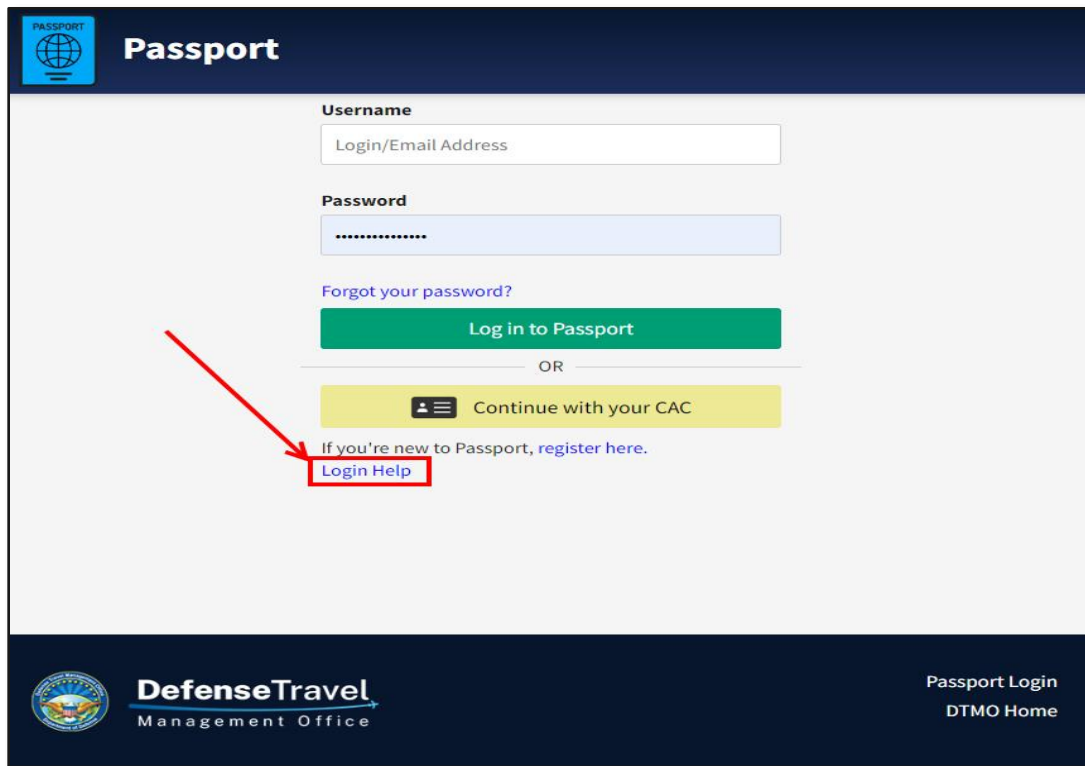 PASSPORT
Passport
Username
Login/Email Address
Password
•••••••••••••••
Forgot your password?
Log in to Passport
OR
Continue with your CAC
If you're new to Passport, register here.
Login Help
DefenseTravel
Management Office
Passport Login
DTMO Home